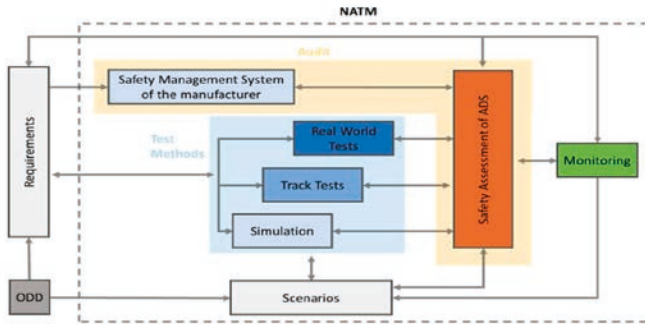 NATM
Audit
Safety Management System
of the manufacturer
Requirements
Test
Methods
Real World
Tests
Track Tests
Simulation
Safety Assessment of ADS
Monitoring
ODD
Scenarios